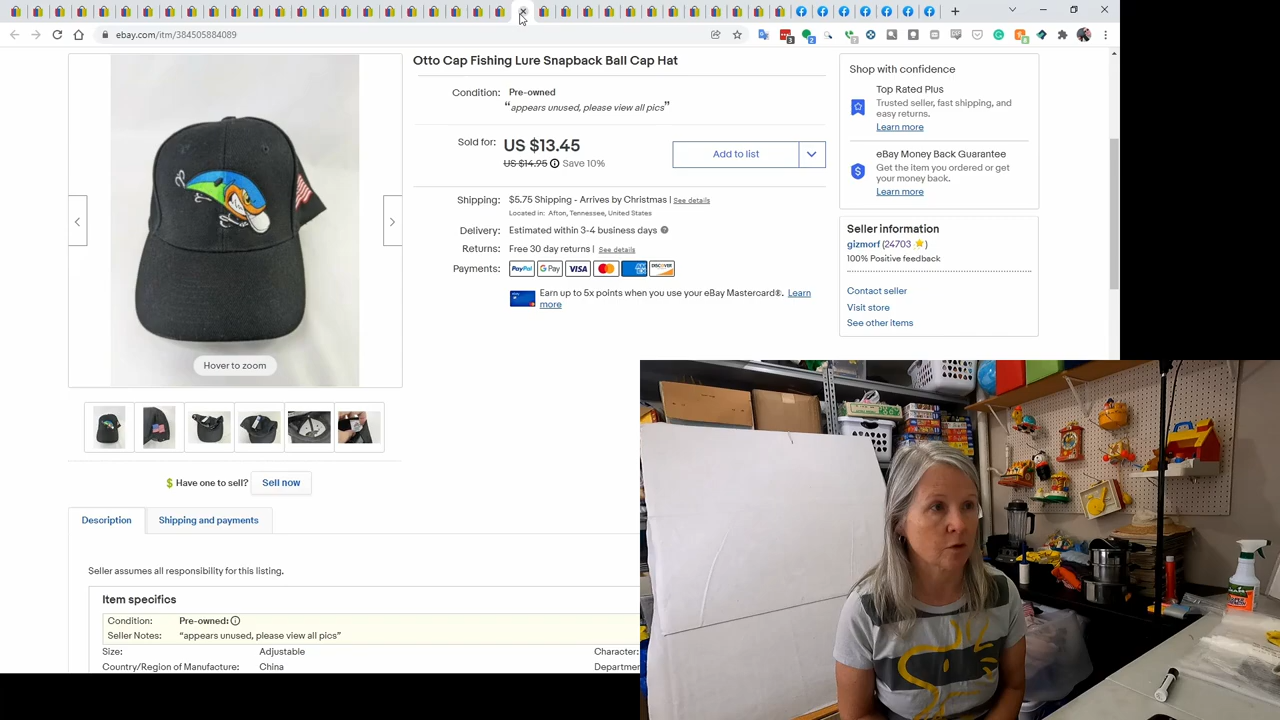 ebay.com/itm/384505884089
Otto Cap Fishing Lure Snapback Ball Cap Hat
Condition: Pre-owned
“appears unused, please view all pics”
Sold for: US $13.45
US $14.95 Save 10%
Add to list
Shipping: $5.75 Shipping - Arrives by Christmas | See details
Located in: Afton, Tennessee, United States
Delivery: Estimated within 3-4 business days
Returns: Free 30 day returns | See details
Payments: PayPal G Pay VISA DISCOVER
Earn up to 5x points when you use your eBay Mastercard®. Learn
more
Shop with confidence
Top Rated Plus
Trusted seller, fast shipping, and
easy returns.
Learn more
eBay Money Back Guarantee
Get the item you ordered or get
your money back.
Learn more
Seller information
gizmorf (24703)
100% Positive feedback
Contact seller
Visit store
See other items
Hover to zoom
$ Have one to sell? Sell now
Description
Shipping and payments
Seller assumes all responsibility for this listing.
Item specifics
Condition: Pre-owned:
Seller Notes: “appears unused, please view all pics”
Size: Adjustable
Character:
Country/Region of Manufacture: China